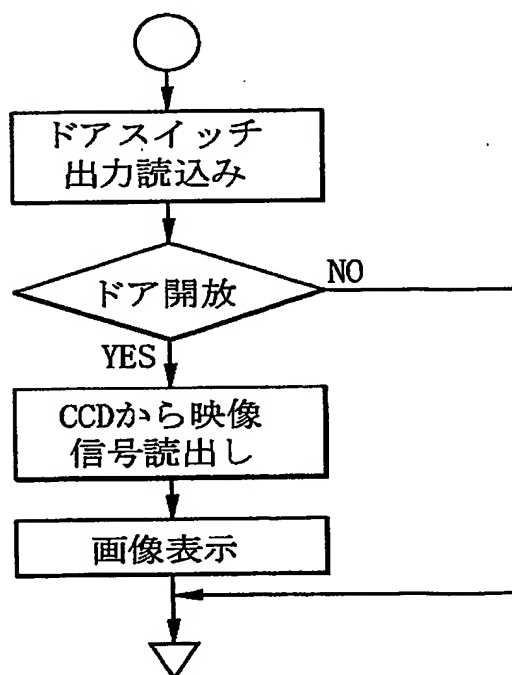 ドアスイッチ
出力読込み
ドア開放
NO
YES
CCDから映像
信号読出し
画像表示